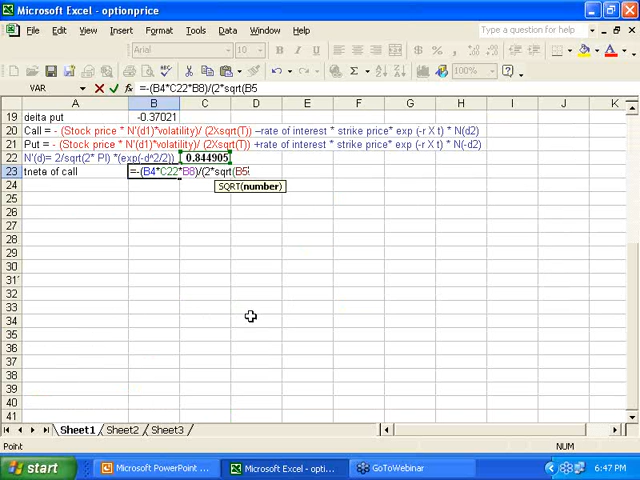 Microsoft Excel - optionprice
File Edit View Insert Format Tools Data Window Help
Type a question for help
Arial 10 B I U
100%
VAR =-(B4*C22*B8)/(2*sqrt(B5
A B C D E F G H I J K
19 delta put -0.37021
20 Call = - (Stock price * N'(d1)*volatility)/ (2Xsqrt(T)) –rate of interest * strike price* exp (-r X t) * N(d2)
21 Put = - (Stock price * N'(d1)*volatility)/ (2Xsqrt(T)) +rate of interest * strike price* exp (-r X t) * N(-d2)
22 N'(d)= 2/sqrt(2* PI) *(exp(-d^2/2)) 0.844905
23 tnete of call =-(B4*C22*B8)/(2*sqrt(B5
24 SQRT(number)
25
26
27
28
29
30
31
32
33
34
35
36
37
38
39
40
41
Sheet1 Sheet2 Sheet3
Point NUM
start Microsoft PowerPoint ... Microsoft Excel - opti... GoToWebinar 6:47 PM